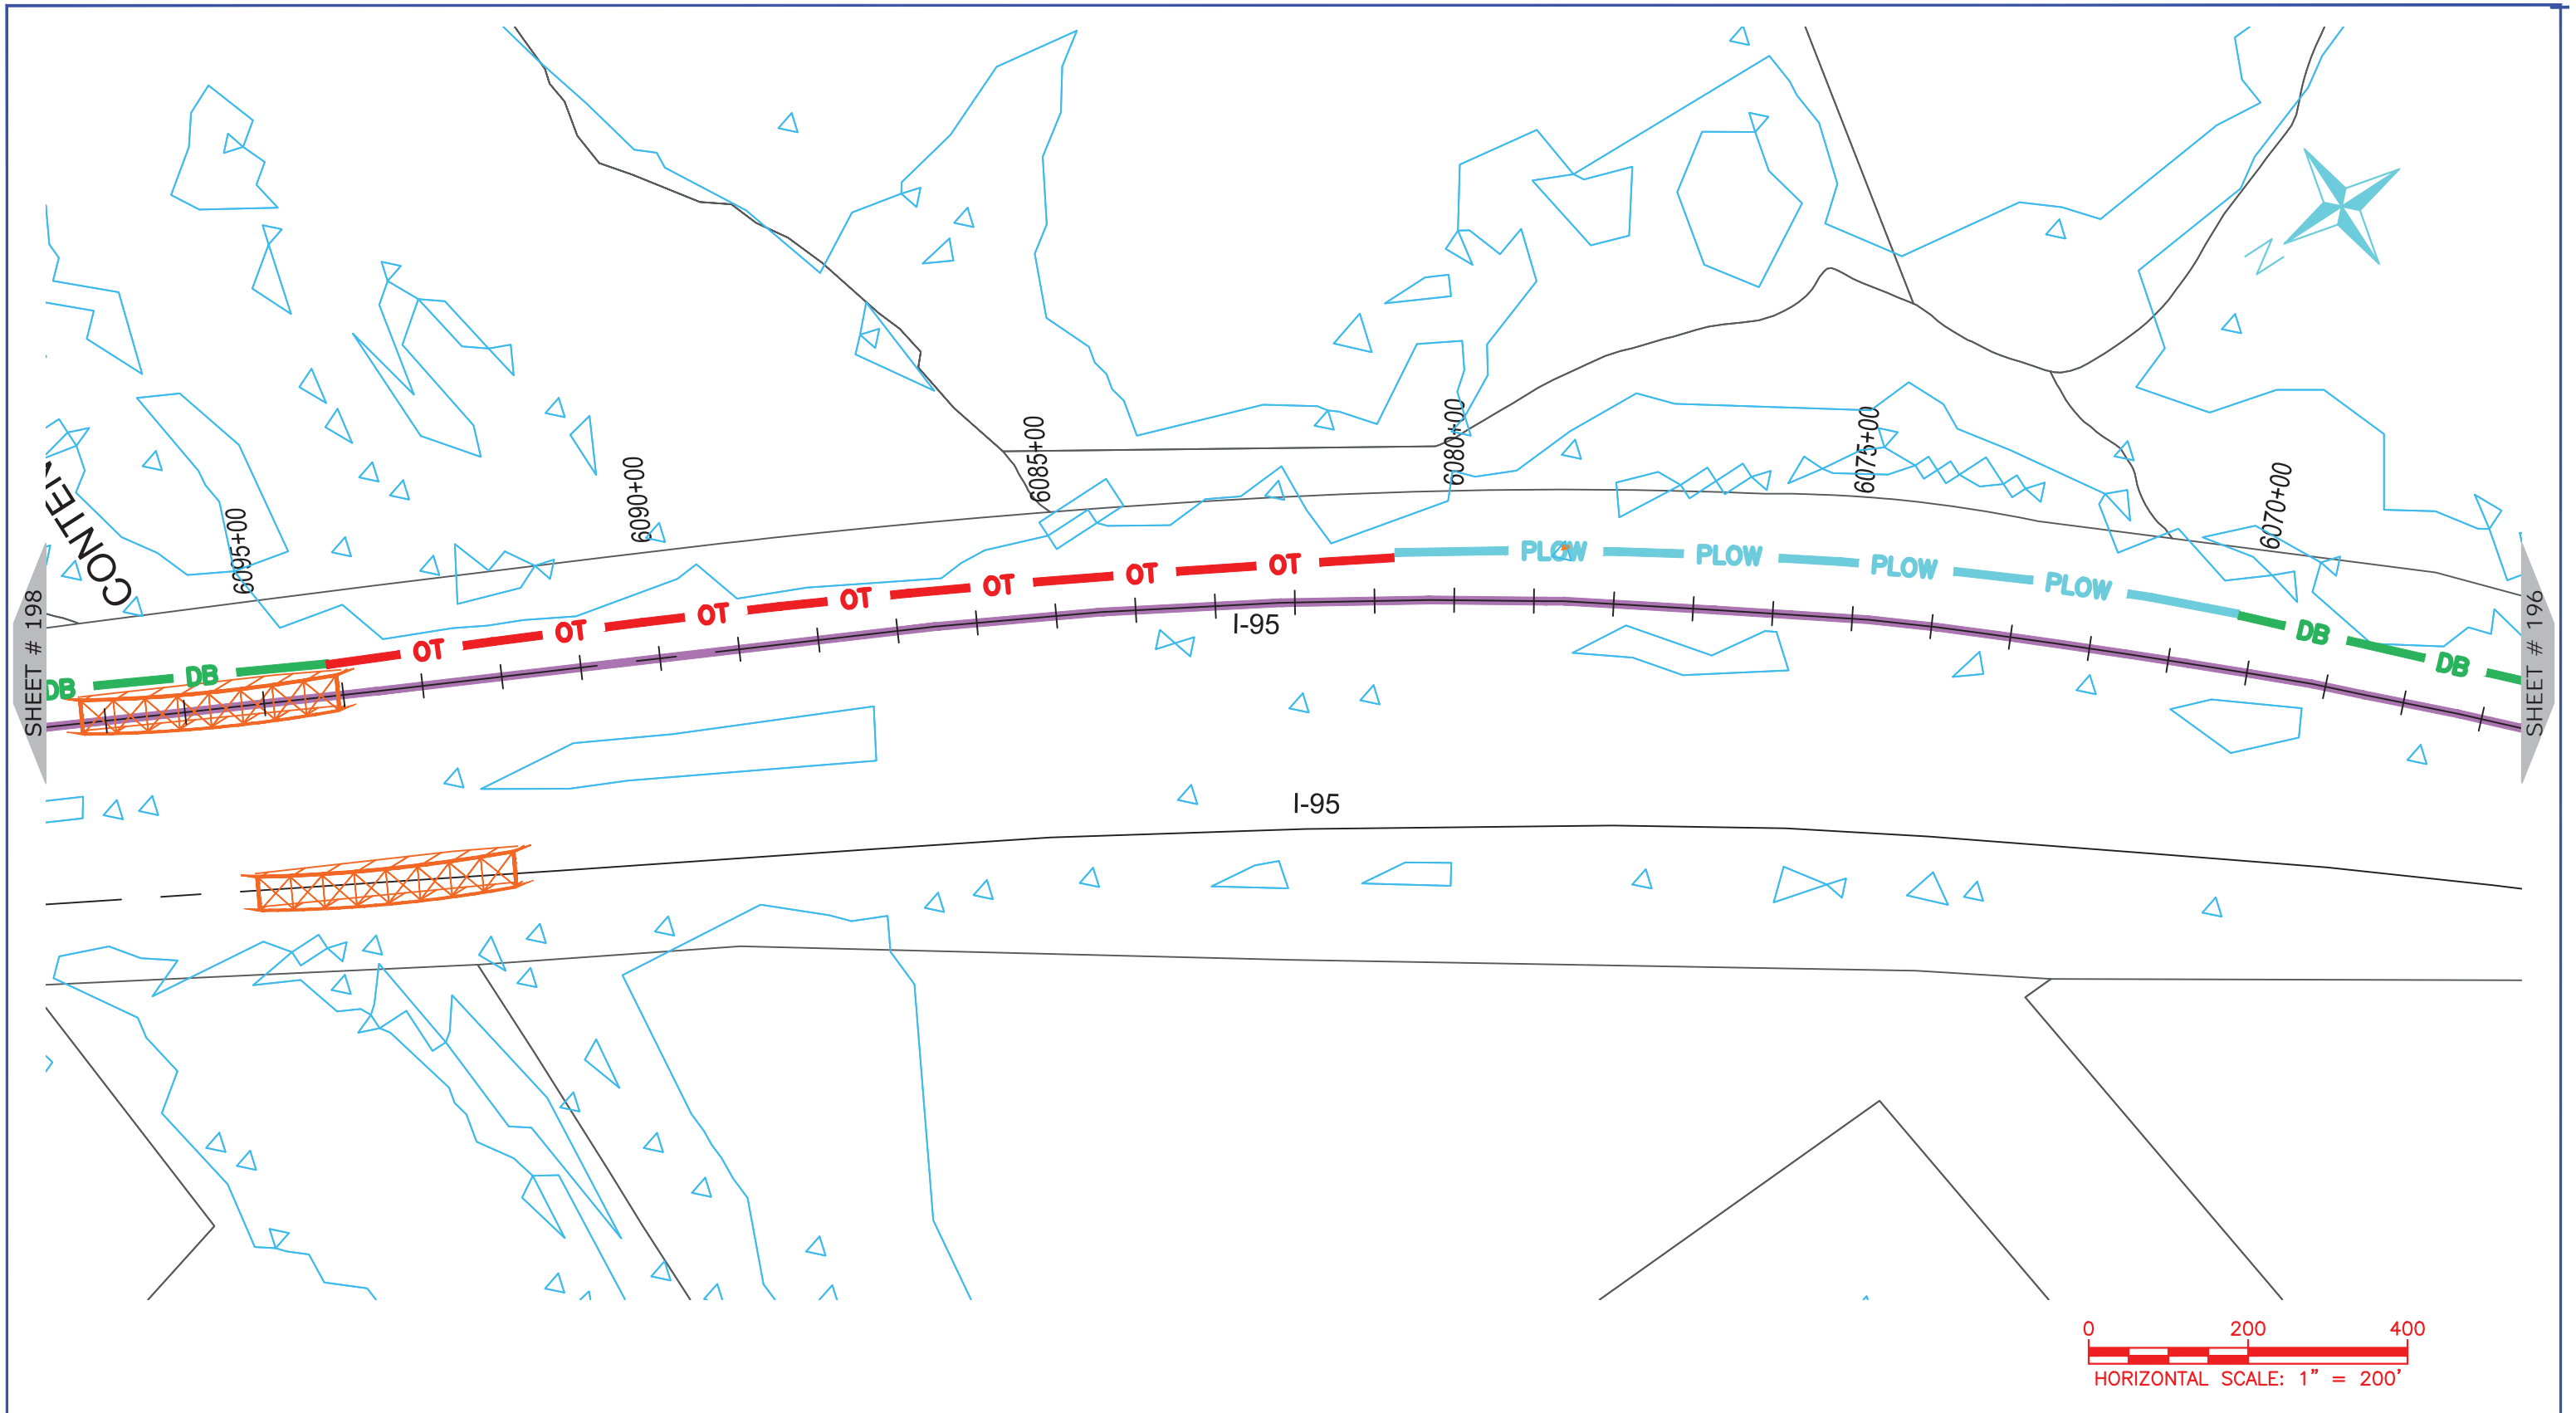 6085+00
6080+00
6075+00
6090+00
6070+00
6095+00
CONTEN
PLOW
PLOW
PLOW
PLOW
OT
OT
OT
OT
OT
OT
OT
DB
DB
DB
DB
I-95
I-95
SHEET # 198
SHEET # 196
N
0 200 400
HORIZONTAL SCALE: 1" = 200'